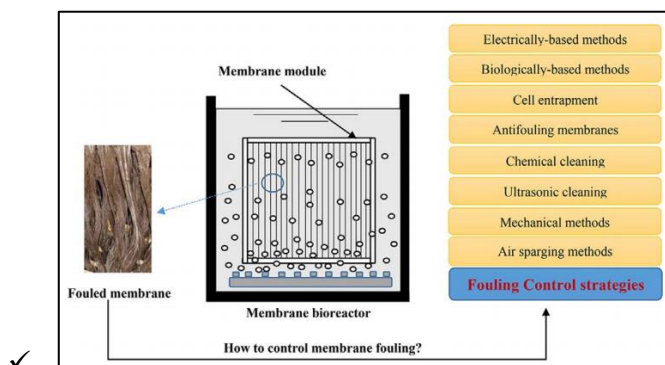 Electrically-based methods
Biologically-based methods
Membrane module
Cell entrapment
Antifouling membranes
Chemical cleaning
Ultrasonic cleaning
Mechanical methods
Air sparging methods
Fouling Control strategies
Fouled membrane
Membrane bioreactor
How to control membrane fouling?